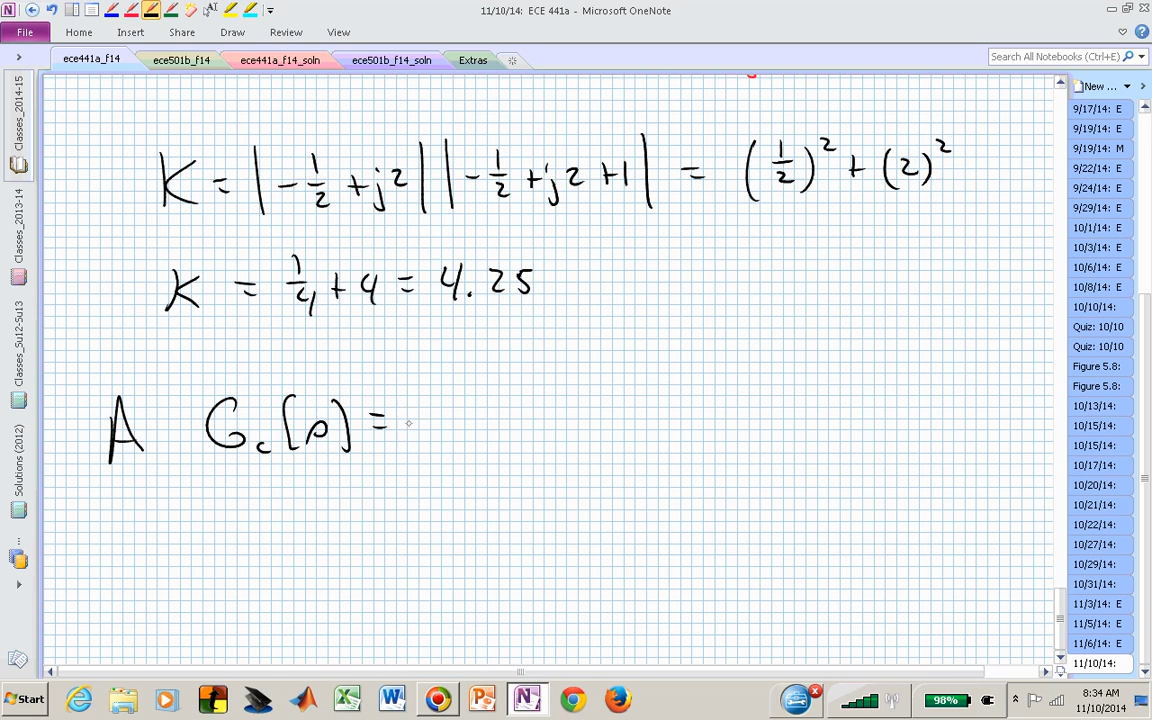 11/10/14: ECE 441a - Microsoft OneNote
File Home Insert Share Draw Review View
ece441a_f14 ece501b_f14 ece441a_f14_soln ece501b_f14_soln Extras
Search All Notebooks (Ctrl+E)
New ...
Classes_2014-15
Classes_2013-14
Classes_Su12-Su13
Solutions (2012)
K = |-1/2 + j2| |-1/2 + j2 + 1| = (1/2)² + (2)²
K = 1/4 + 4 = 4.25
A Gc(s) =
9/17/14: E
9/19/14: E
9/19/14: M
9/22/14: E
9/24/14: E
9/29/14: E
10/1/14: E
10/3/14: E
10/6/14: E
10/8/14: E
10/10/14:
Quiz: 10/10
Quiz: 10/10
Figure 5.8:
Figure 5.8:
10/13/14:
10/15/14:
10/15/14:
10/17/14:
10/20/14:
10/21/14:
10/22/14:
10/27/14:
10/29/14:
10/31/14:
11/3/14: E
11/5/14: E
11/6/14: E
11/10/14:
Start
98%
8:34 AM
11/10/2014